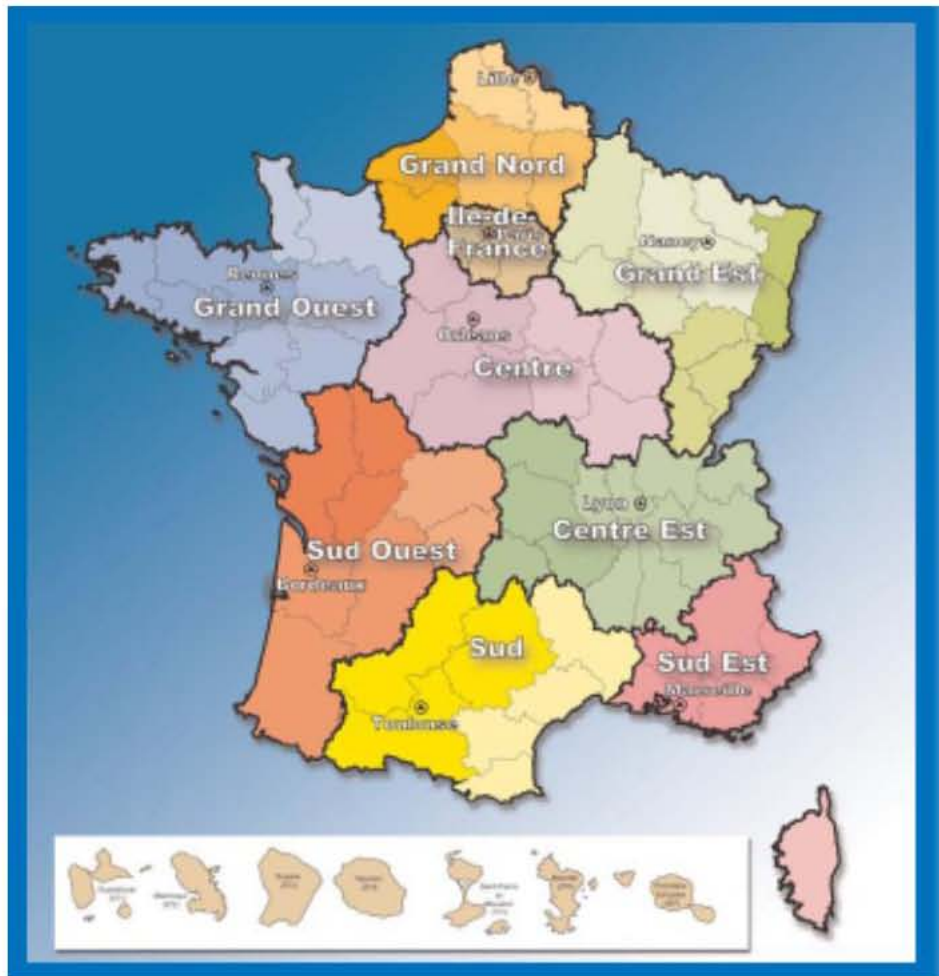 Lille
Grand Nord
Ile-de-
Paris
France
Nancy
Grand Est
Rennes
Grand Ouest
Orléans
Centre
Lyon
Centre Est
Sud Ouest
Bordeaux
Sud
Sud Est
Marseille
Toulouse